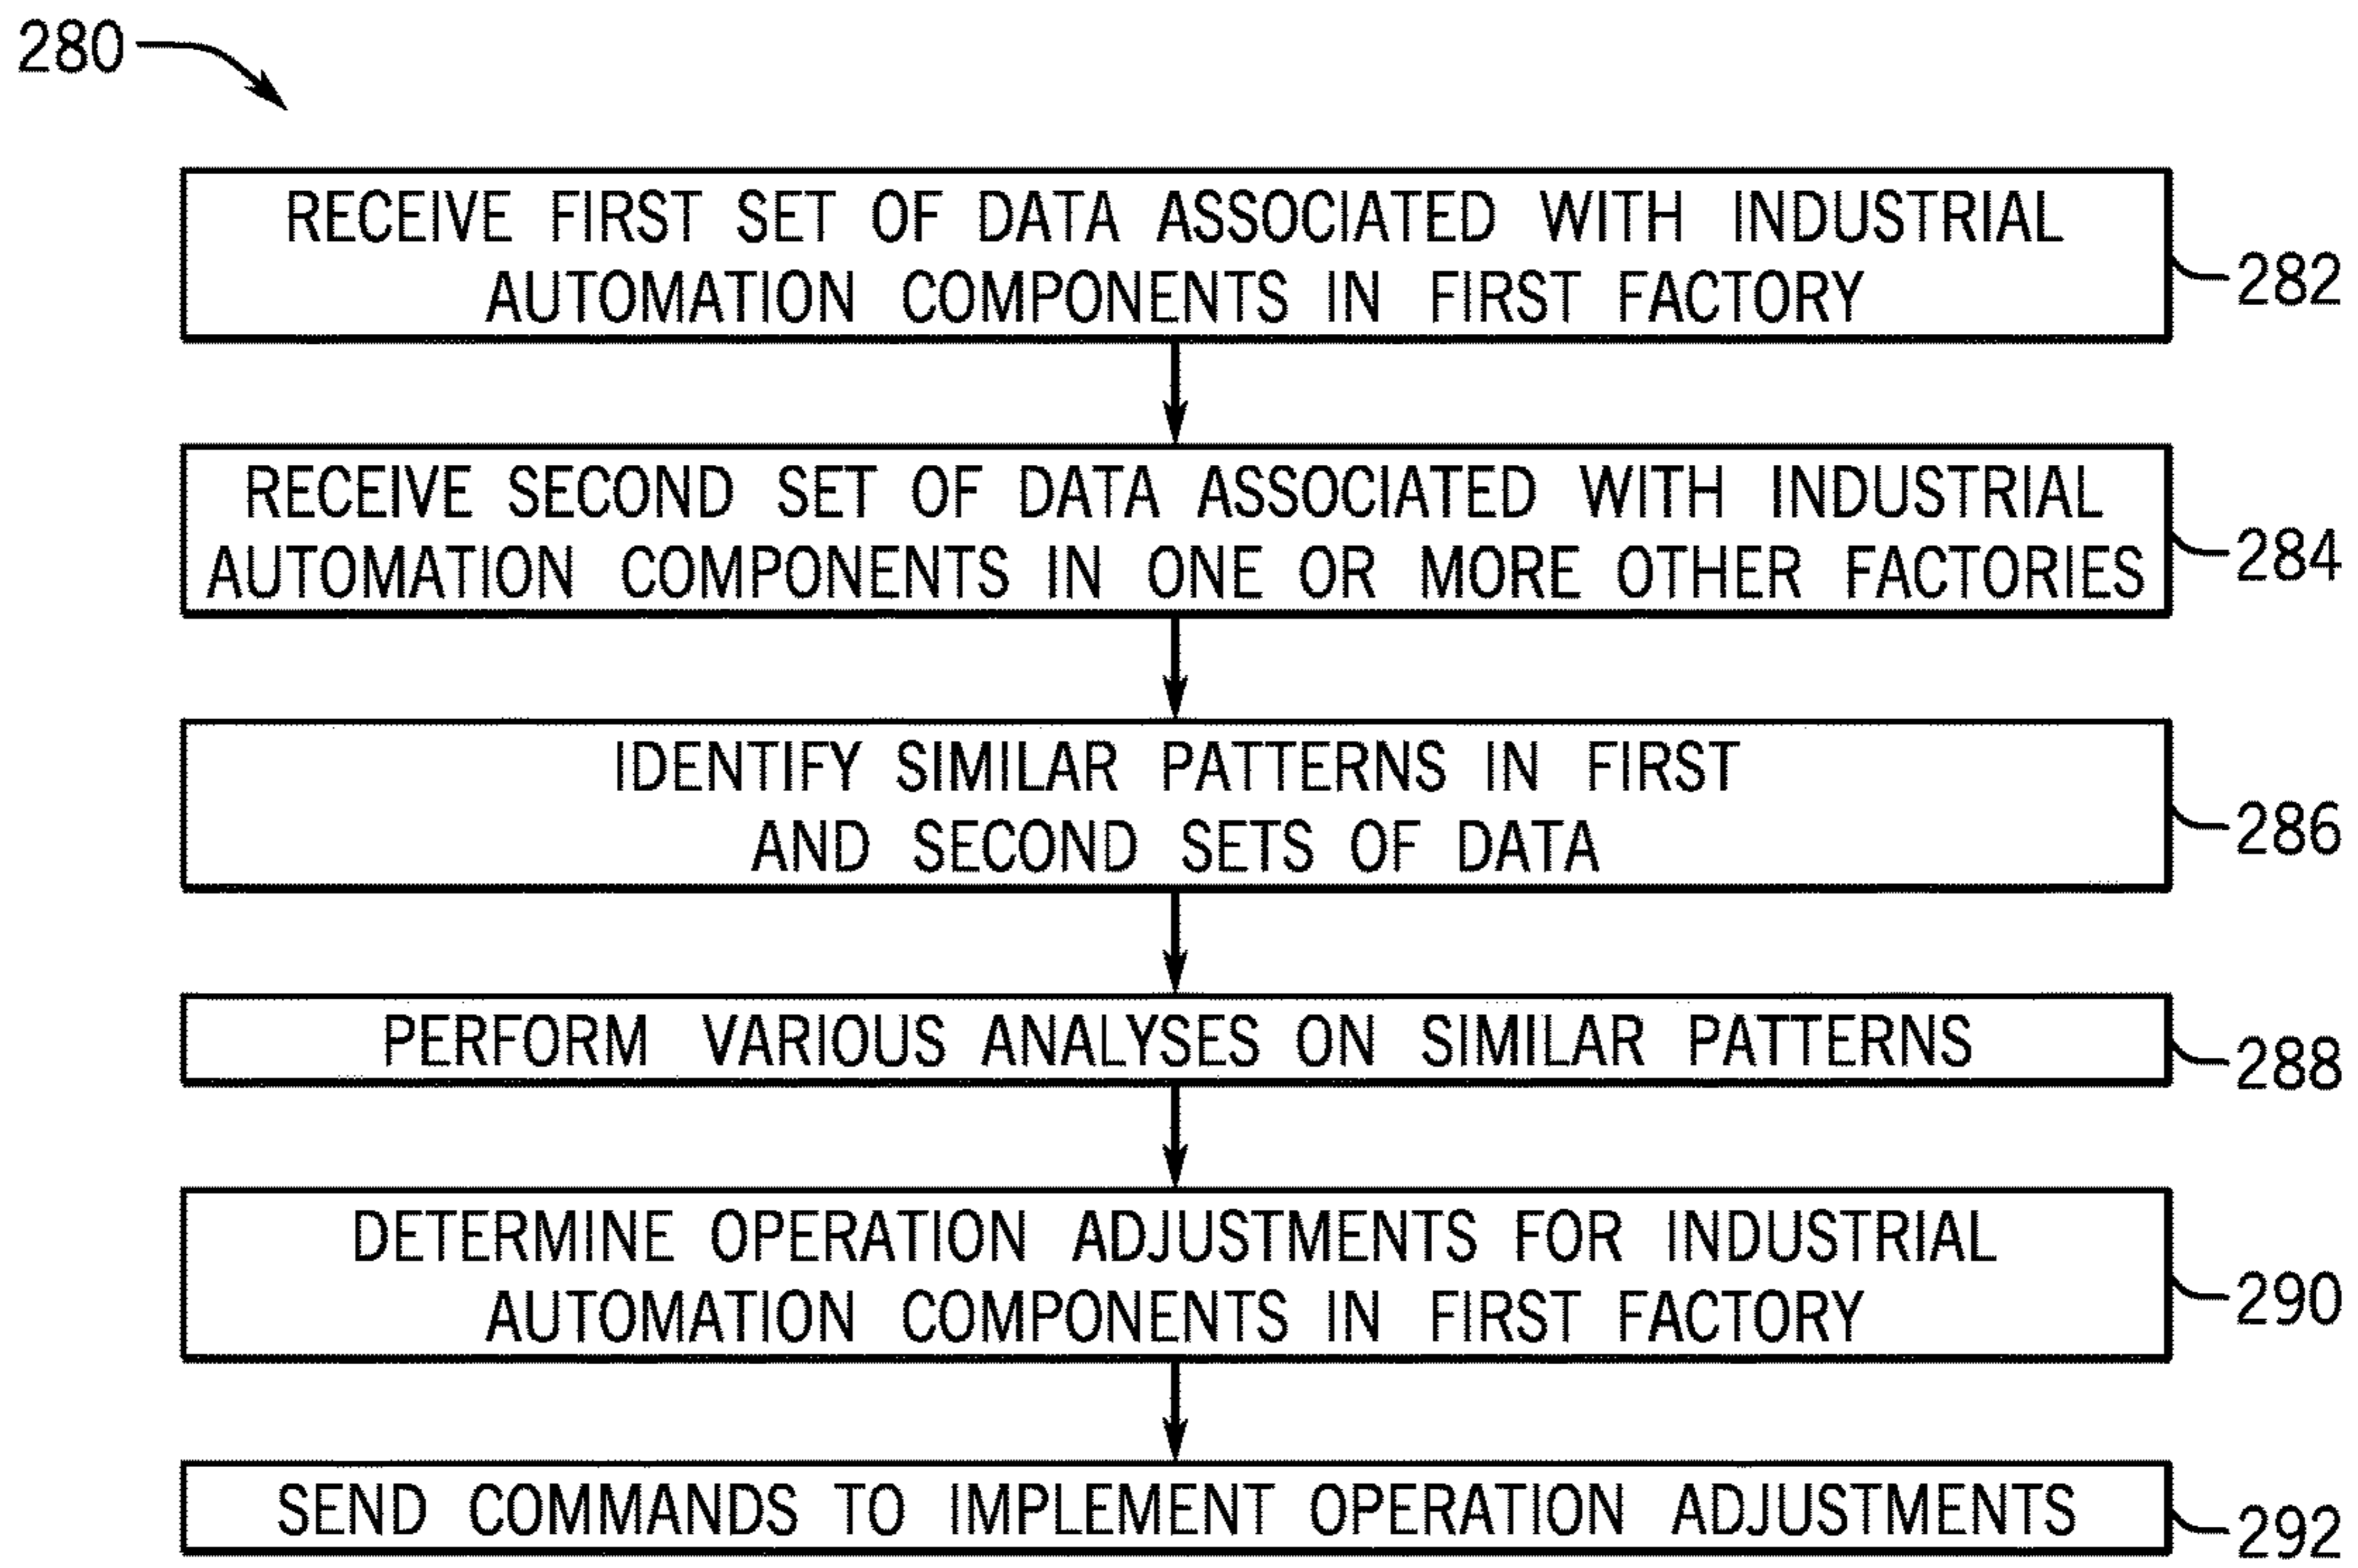 280
RECEIVE FIRST SET OF DATA ASSOCIATED WITH INDUSTRIAL
AUTOMATION COMPONENTS IN FIRST FACTORY
282
RECEIVE SECOND SET OF DATA ASSOCIATED WITH INDUSTRIAL
AUTOMATION COMPONENTS IN ONE OR MORE OTHER FACTORIES
284
IDENTIFY SIMILAR PATTERNS IN FIRST
AND SECOND SETS OF DATA
286
PERFORM VARIOUS ANALYSES ON SIMILAR PATTERNS
288
DETERMINE OPERATION ADJUSTMENTS FOR INDUSTRIAL
AUTOMATION COMPONENTS IN FIRST FACTORY
290
SEND COMMANDS TO IMPLEMENT OPERATION ADJUSTMENTS
292